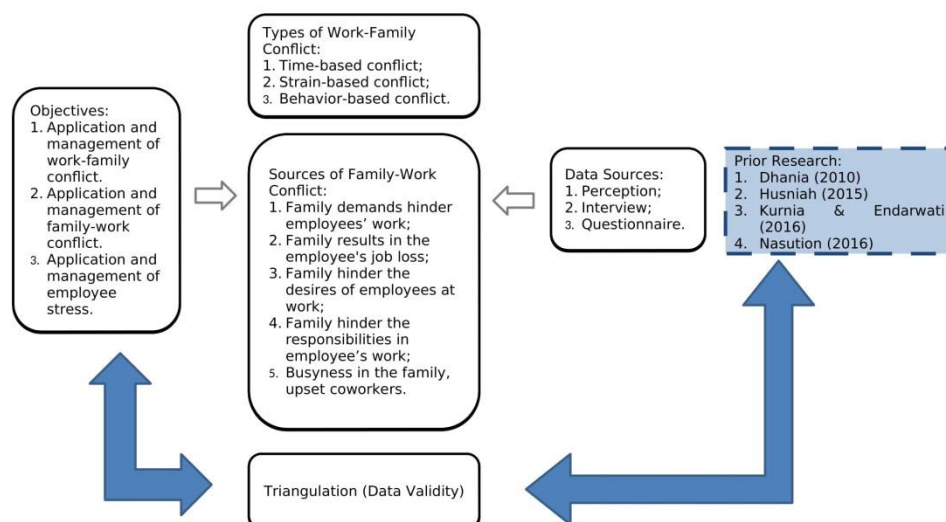 Types of Work-Family
Conflict:
1. Time-based conflict;
2. Strain-based conflict;
3. Behavior-based conflict.
Objectives:
1. Application and
management of
work-family
conflict.
2. Application and
management of
family-work
conflict.
3. Application and
management of
employee
stress.
Sources of Family-Work
Conflict:
1. Family demands hinder
employees’ work;
2. Family results in the
employee's job loss;
3. Family hinder the
desires of employees at
work;
4. Family hinder the
responsibilities in
employee’s work;
5. Busyness in the family,
upset coworkers.
Data Sources:
1. Perception;
2. Interview;
3. Questionnaire.
Prior Research:
1. Dhania (2010)
2. Husniah (2015)
3. Kurnia & Endarwati
(2016)
4. Nasution (2016)
Triangulation (Data Validity)